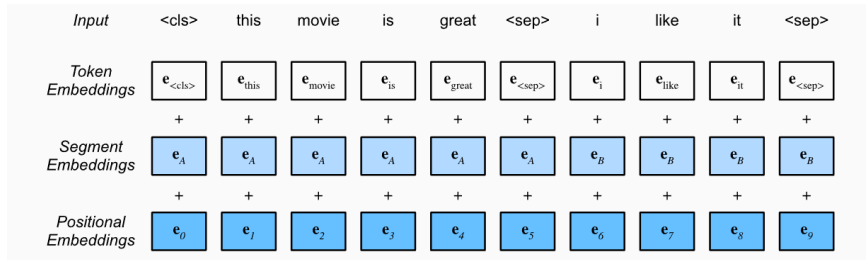 Input <cls> this movie is great <sep> i like it <sep>
Token Embeddings e<cls> ethis emovie eis egreat e<sep> ei elike eit e<sep>
+ + + + + + + + + +
Segment Embeddings eA eA eA eA eA eA eB eB eB eB
+ + + + + + + + + +
Positional Embeddings e0 e1 e2 e3 e4 e5 e6 e7 e8 e9